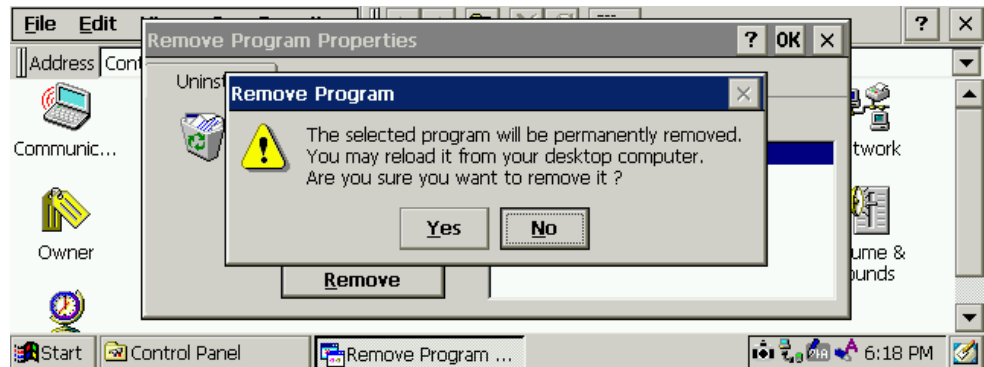 File Edit
? ×
Remove Program Properties ? OK ×
Address
Remove Program
The selected program will be permanently removed.
You may reload it from your desktop computer.
Are you sure you want to remove it ?
Yes No
Remove
Communic...
twork
Owner
ume &
unds
Start Control Panel Remove Program ... 6:18 PM